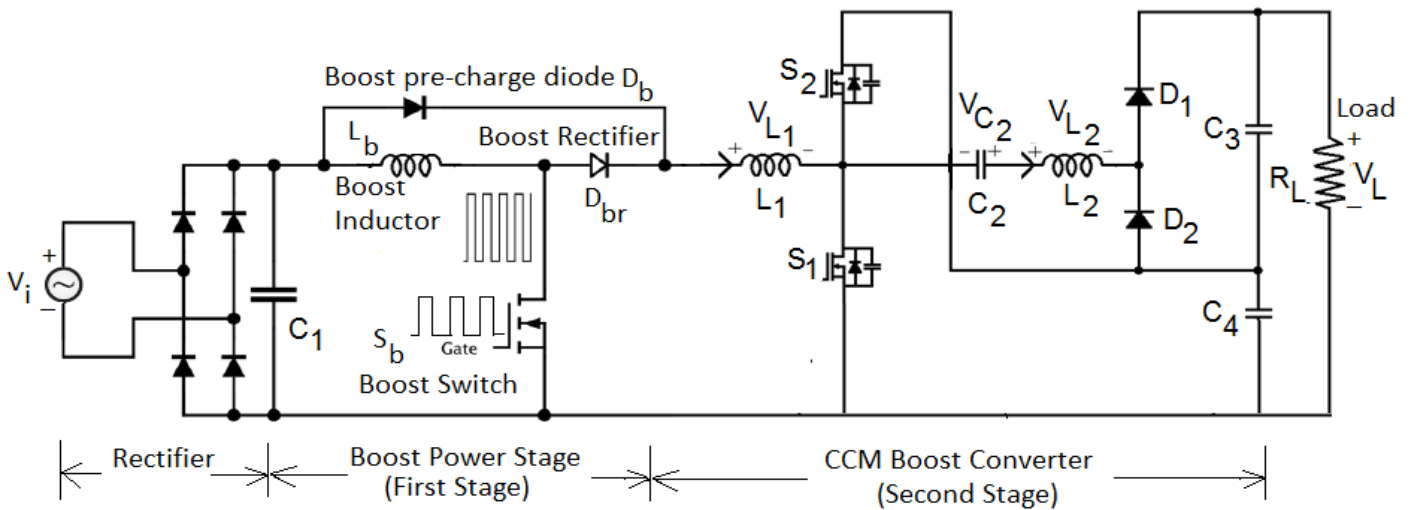 Boost pre-charge diode Db
Lb
Boost Rectifier
Boost
Inductor
Dbr
Sb
Gate
Boost Switch
Vi
+
−
C1
VL1
+ -
L1
S2
S1
VC2
- +
C2
VL2
+ -
L2
D1
D2
C3
C4
Load
+
RL
VL
−
Rectifier
Boost Power Stage
(First Stage)
CCM Boost Converter
(Second Stage)